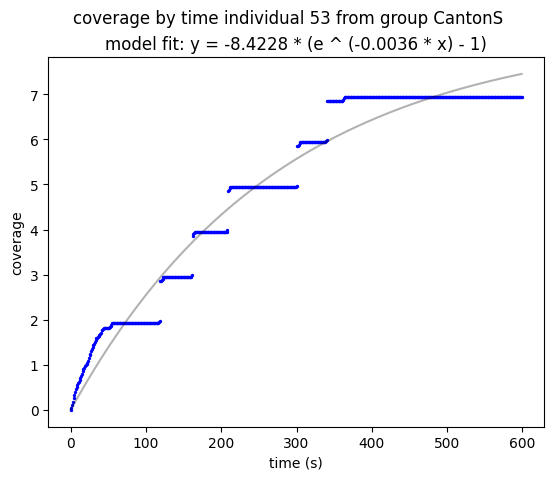 coverage by time individual 53 from group CantonS
model fit: y = -8.4228 * (e ^ (-0.0036 * x) - 1)
7
6
5
4
3
2
1
0
coverage
0 100 200 300 400 500 600
time (s)